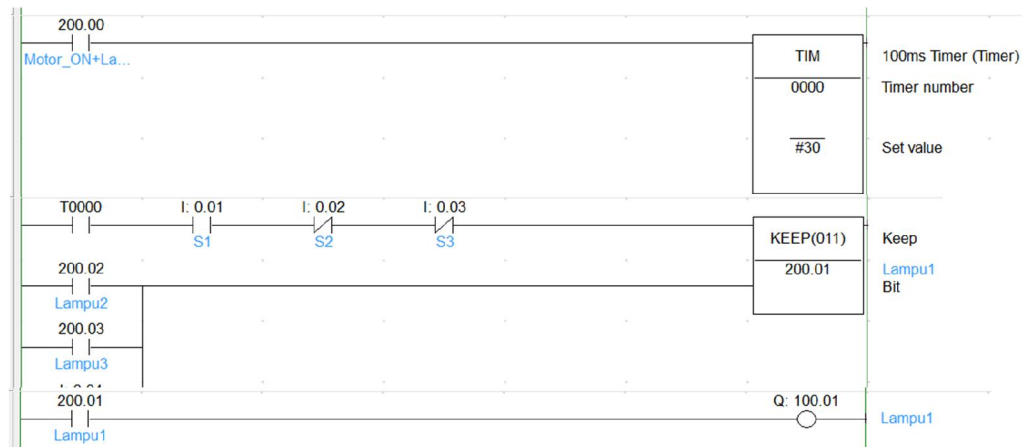 200.00
Motor_ON+La...
TIM 100ms Timer (Timer)
0000 Timer number
#30 Set value
T0000 I: 0.01 I: 0.02 I: 0.03
S1 S2 S3
KEEP(011) Keep
200.02 200.01 Lampu1
Bit
Lampu2
200.03
Lampu3
200.01 Q: 100.01
Lampu1
Lampu1